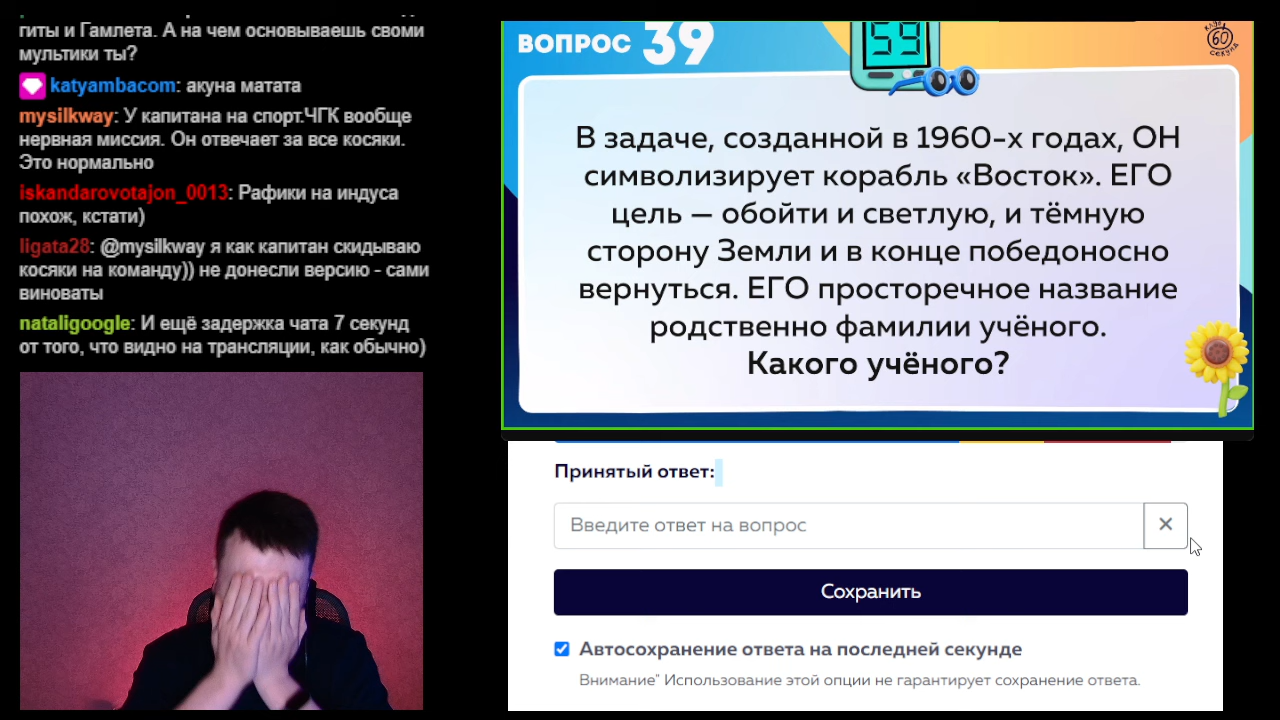 гиты и Гамлета. А на чем основываешь своми
мультики ты?
katyambacom: акуна матата
mysilkway: У капитана на спорт.ЧГК вообще
нервная миссия. Он отвечает за все косяки.
Это нормально
iskandarovotajon_0013: Рафики на индуса
похож, кстати)
ligata28: @mysilkway я как капитан скидываю
косяки на команду)) не донесли версию - сами
виноваты
nataligoogle: И ещё задержка чата 7 секунд
от того, что видно на трансляции, как обычно)
ВОПРОС 39
59
КЛУБ
60
СЕКУНД
В задаче, созданной в 1960-х годах, ОН
символизирует корабль «Восток». ЕГО
цель — обойти и светлую, и тёмную
сторону Земли и в конце победоносно
вернуться. ЕГО просторечное название
родственно фамилии учёного.
Какого учёного?
Принятый ответ:
Введите ответ на вопрос
Сохранить
Автосохранение ответа на последней секунде
Внимание" Использование этой опции не гарантирует сохранение ответа.